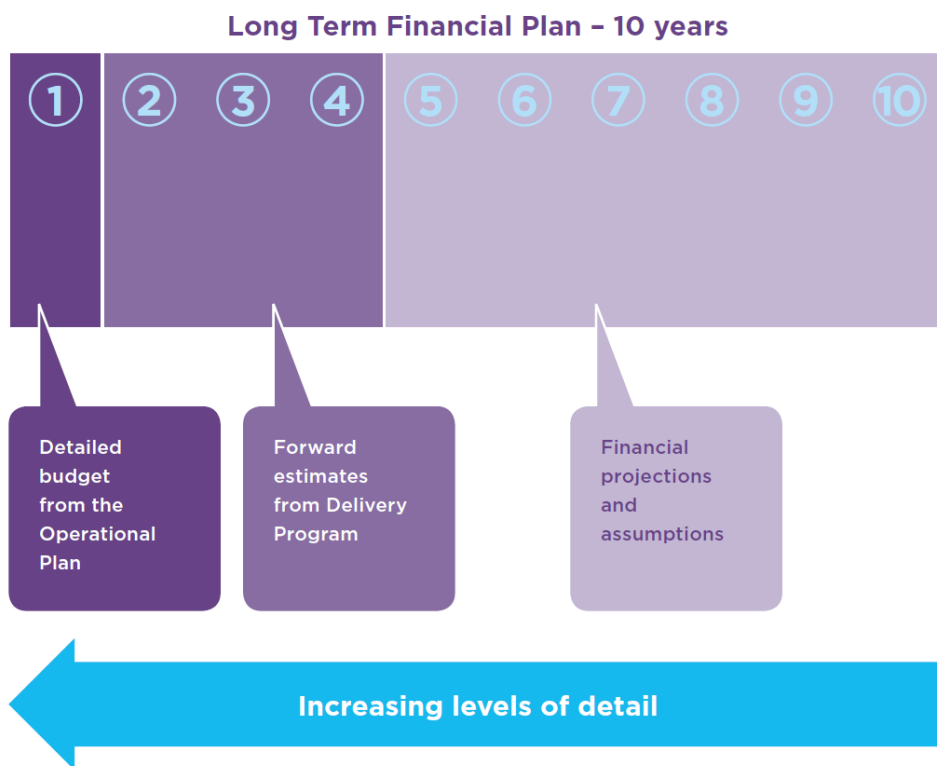 Long Term Financial Plan – 10 years
1 2 3 4 5 6 7 8 9 10
Detailed
budget
from the
Operational
Plan
Forward
estimates
from Delivery
Program
Financial
projections
and
assumptions
Increasing levels of detail